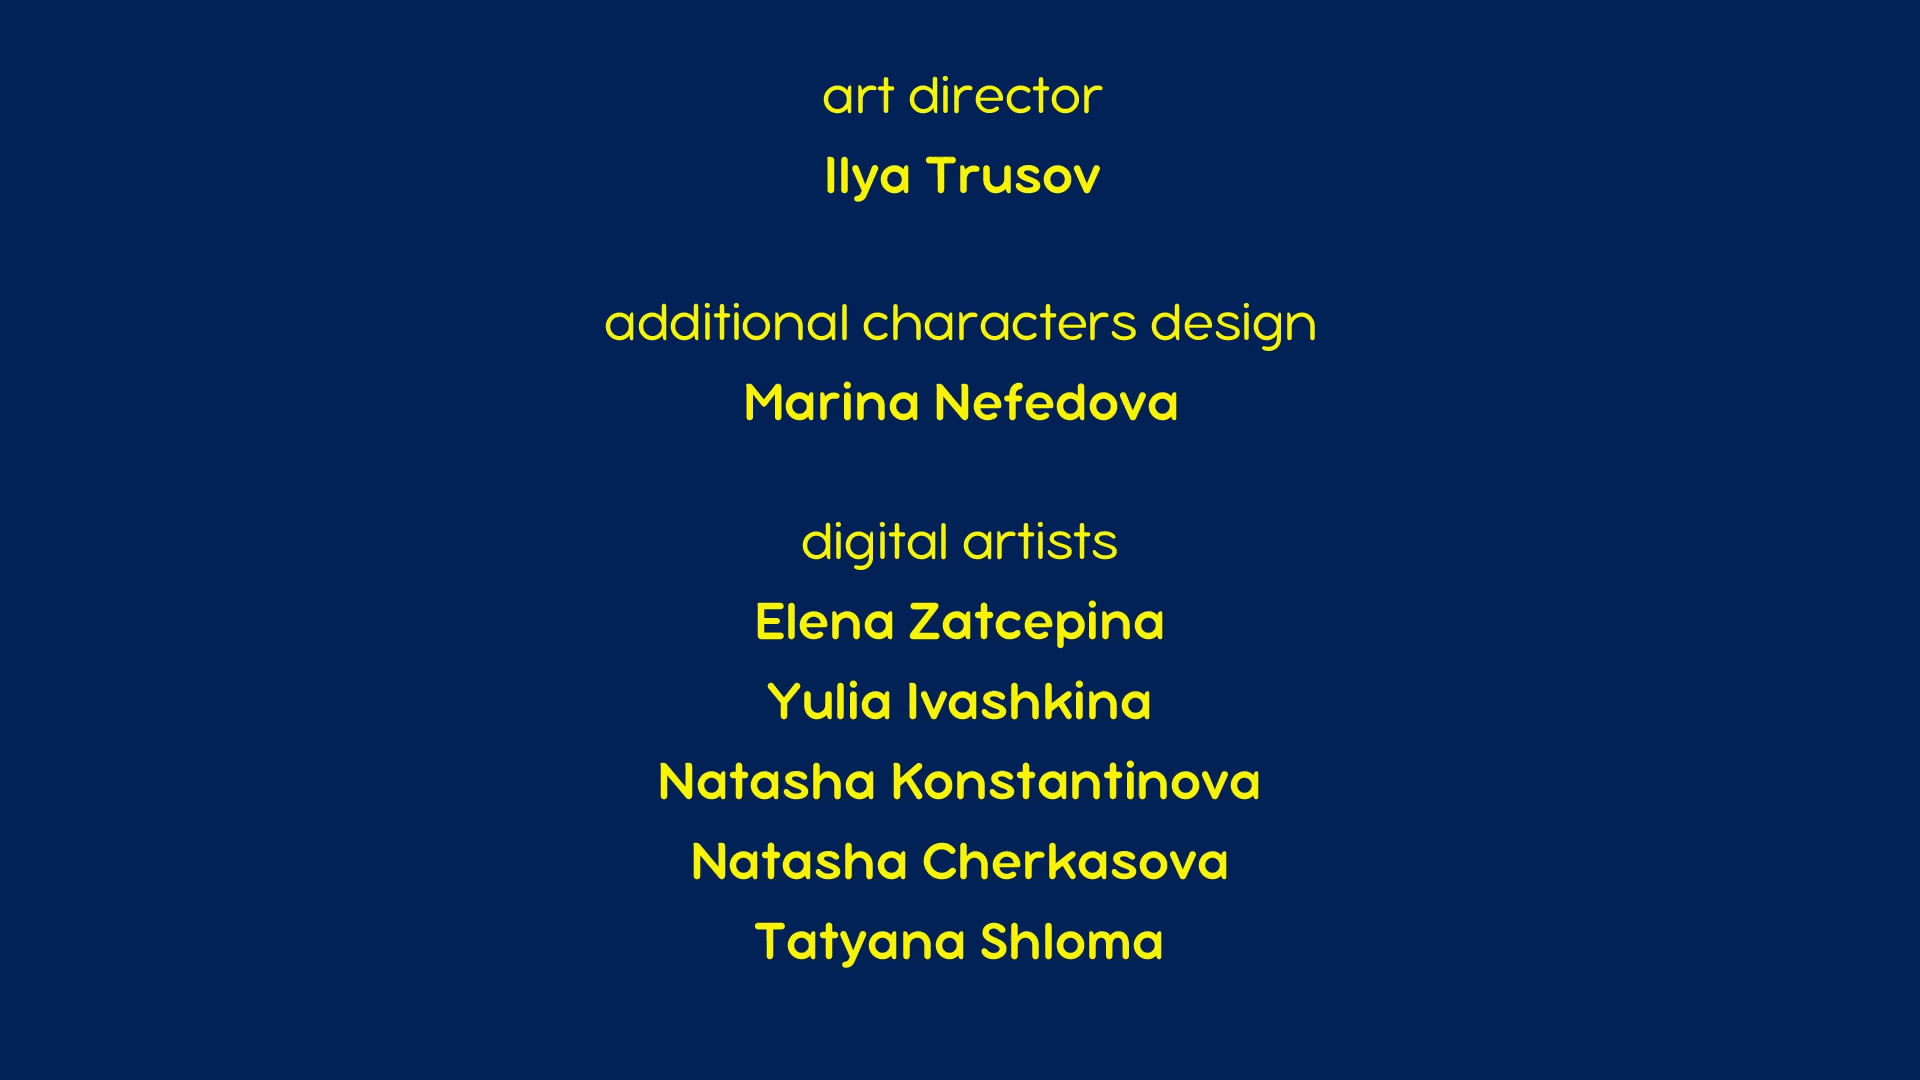 art director
Ilya Trusov
additional characters design
Marina Nefedova
digital artists
Elena Zatcepina
Yulia Ivashkina
Natasha Konstantinova
Natasha Cherkasova
Tatyana Shloma